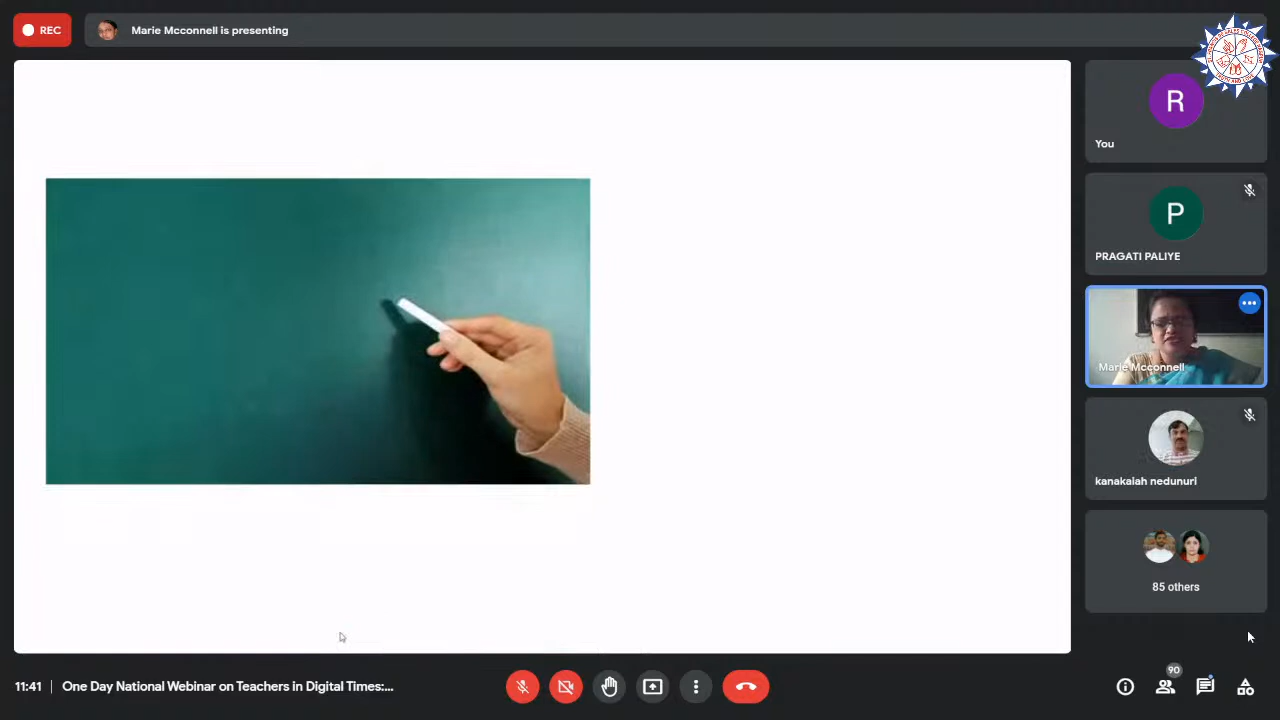 REC
Marie Mcconnell is presenting
R
You
P
PRAGATI PALIYE
Marie Mcconnell
kanakaiah nedunuri
85 others
11:41
One Day National Webinar on Teachers in Digital Times:...
90